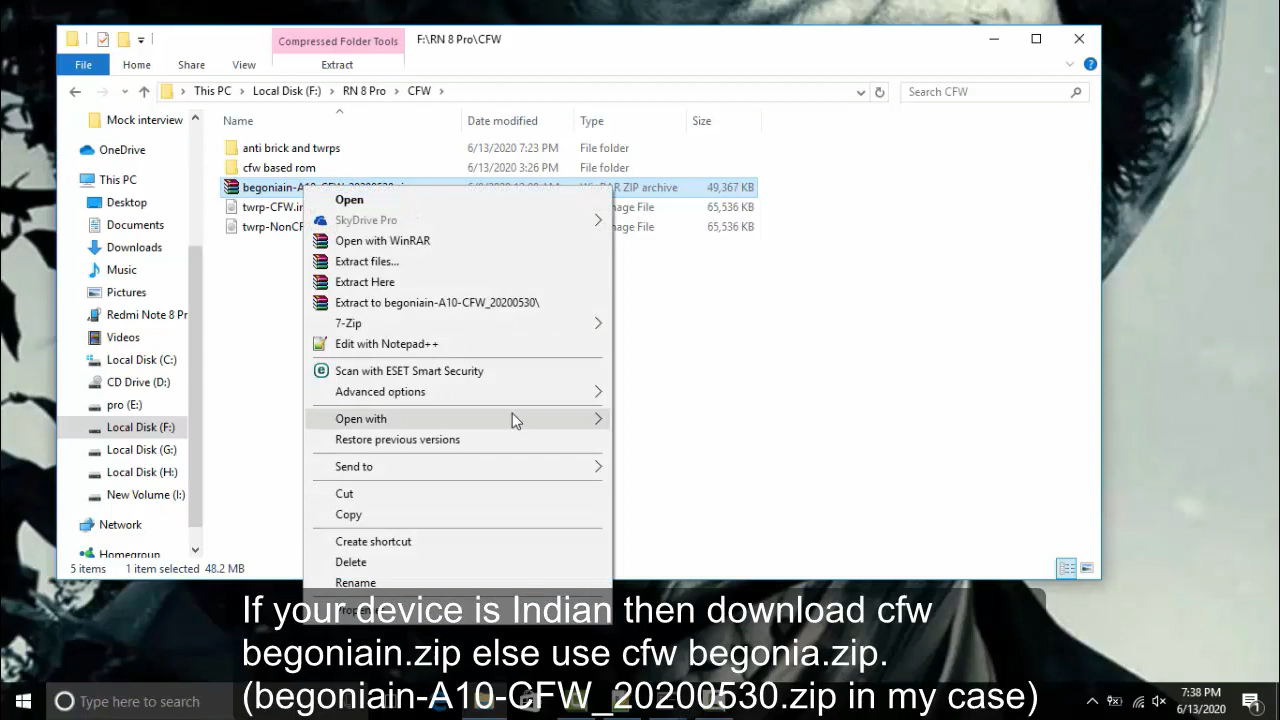 Compressed Folder Tools
F:\RN 8 Pro\CFW
File
Home
Share
View
Extract
This PC
Local Disk (F:)
RN 8 Pro
CFW
Search CFW
Name
Date modified
Type
Size
Mock interview
OneDrive
This PC
Desktop
Documents
Downloads
Music
Pictures
Redmi Note 8 Pr
Videos
Local Disk (C:)
CD Drive (D:)
pro (E:)
Local Disk (F:)
Local Disk (G:)
Local Disk (H:)
New Volume (I:)
Network
Homegroup
anti brick and twrps 6/13/2020 7:23 PM File folder
cfw based rom 6/13/2020 3:26 PM File folder
ZIP archive 49,367 KB
twrp-CFW.i File 65,536 KB
twrp-NonCF File 65,536 KB
Open
SkyDrive Pro
Open with WinRAR
Extract files...
Extract Here
Extract to begoniain-A10-CFW_20200530\
7-Zip
Edit with Notepad++
Scan with ESET Smart Security
Advanced options
Open with
Restore previous versions
Send to
Cut
Copy
Create shortcut
Delete
Rename
5 items 1 item selected 48.2 MB
If your device is Indian then download cfw
begoniain.zip else use cfw begonia.zip.
(begoniain-A10-CFW_20200530.zip in my case)
Type here to search
7:38 PM
6/13/2020
1